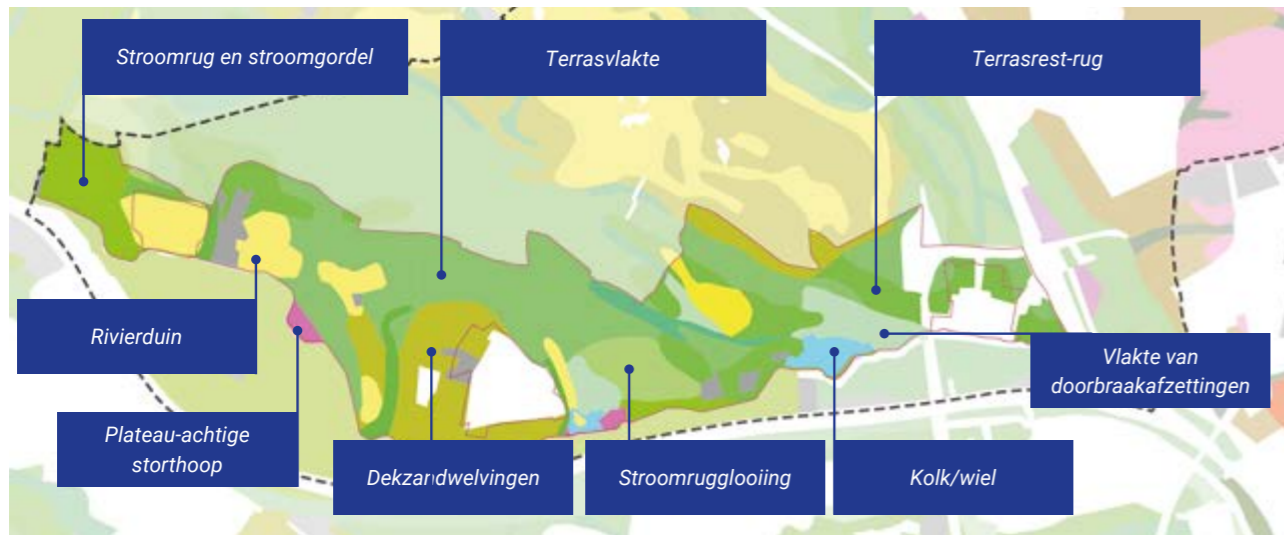 Stroomrug en stroomgordel
Terrasvlakte
Terrasrest-rug
Rivierduin
Vlakte van
doorbraakafzettingen
Plateau-achtige
storthoop
Dekzandwelvingen
Stroomrugglooiing
Kolk/wiel